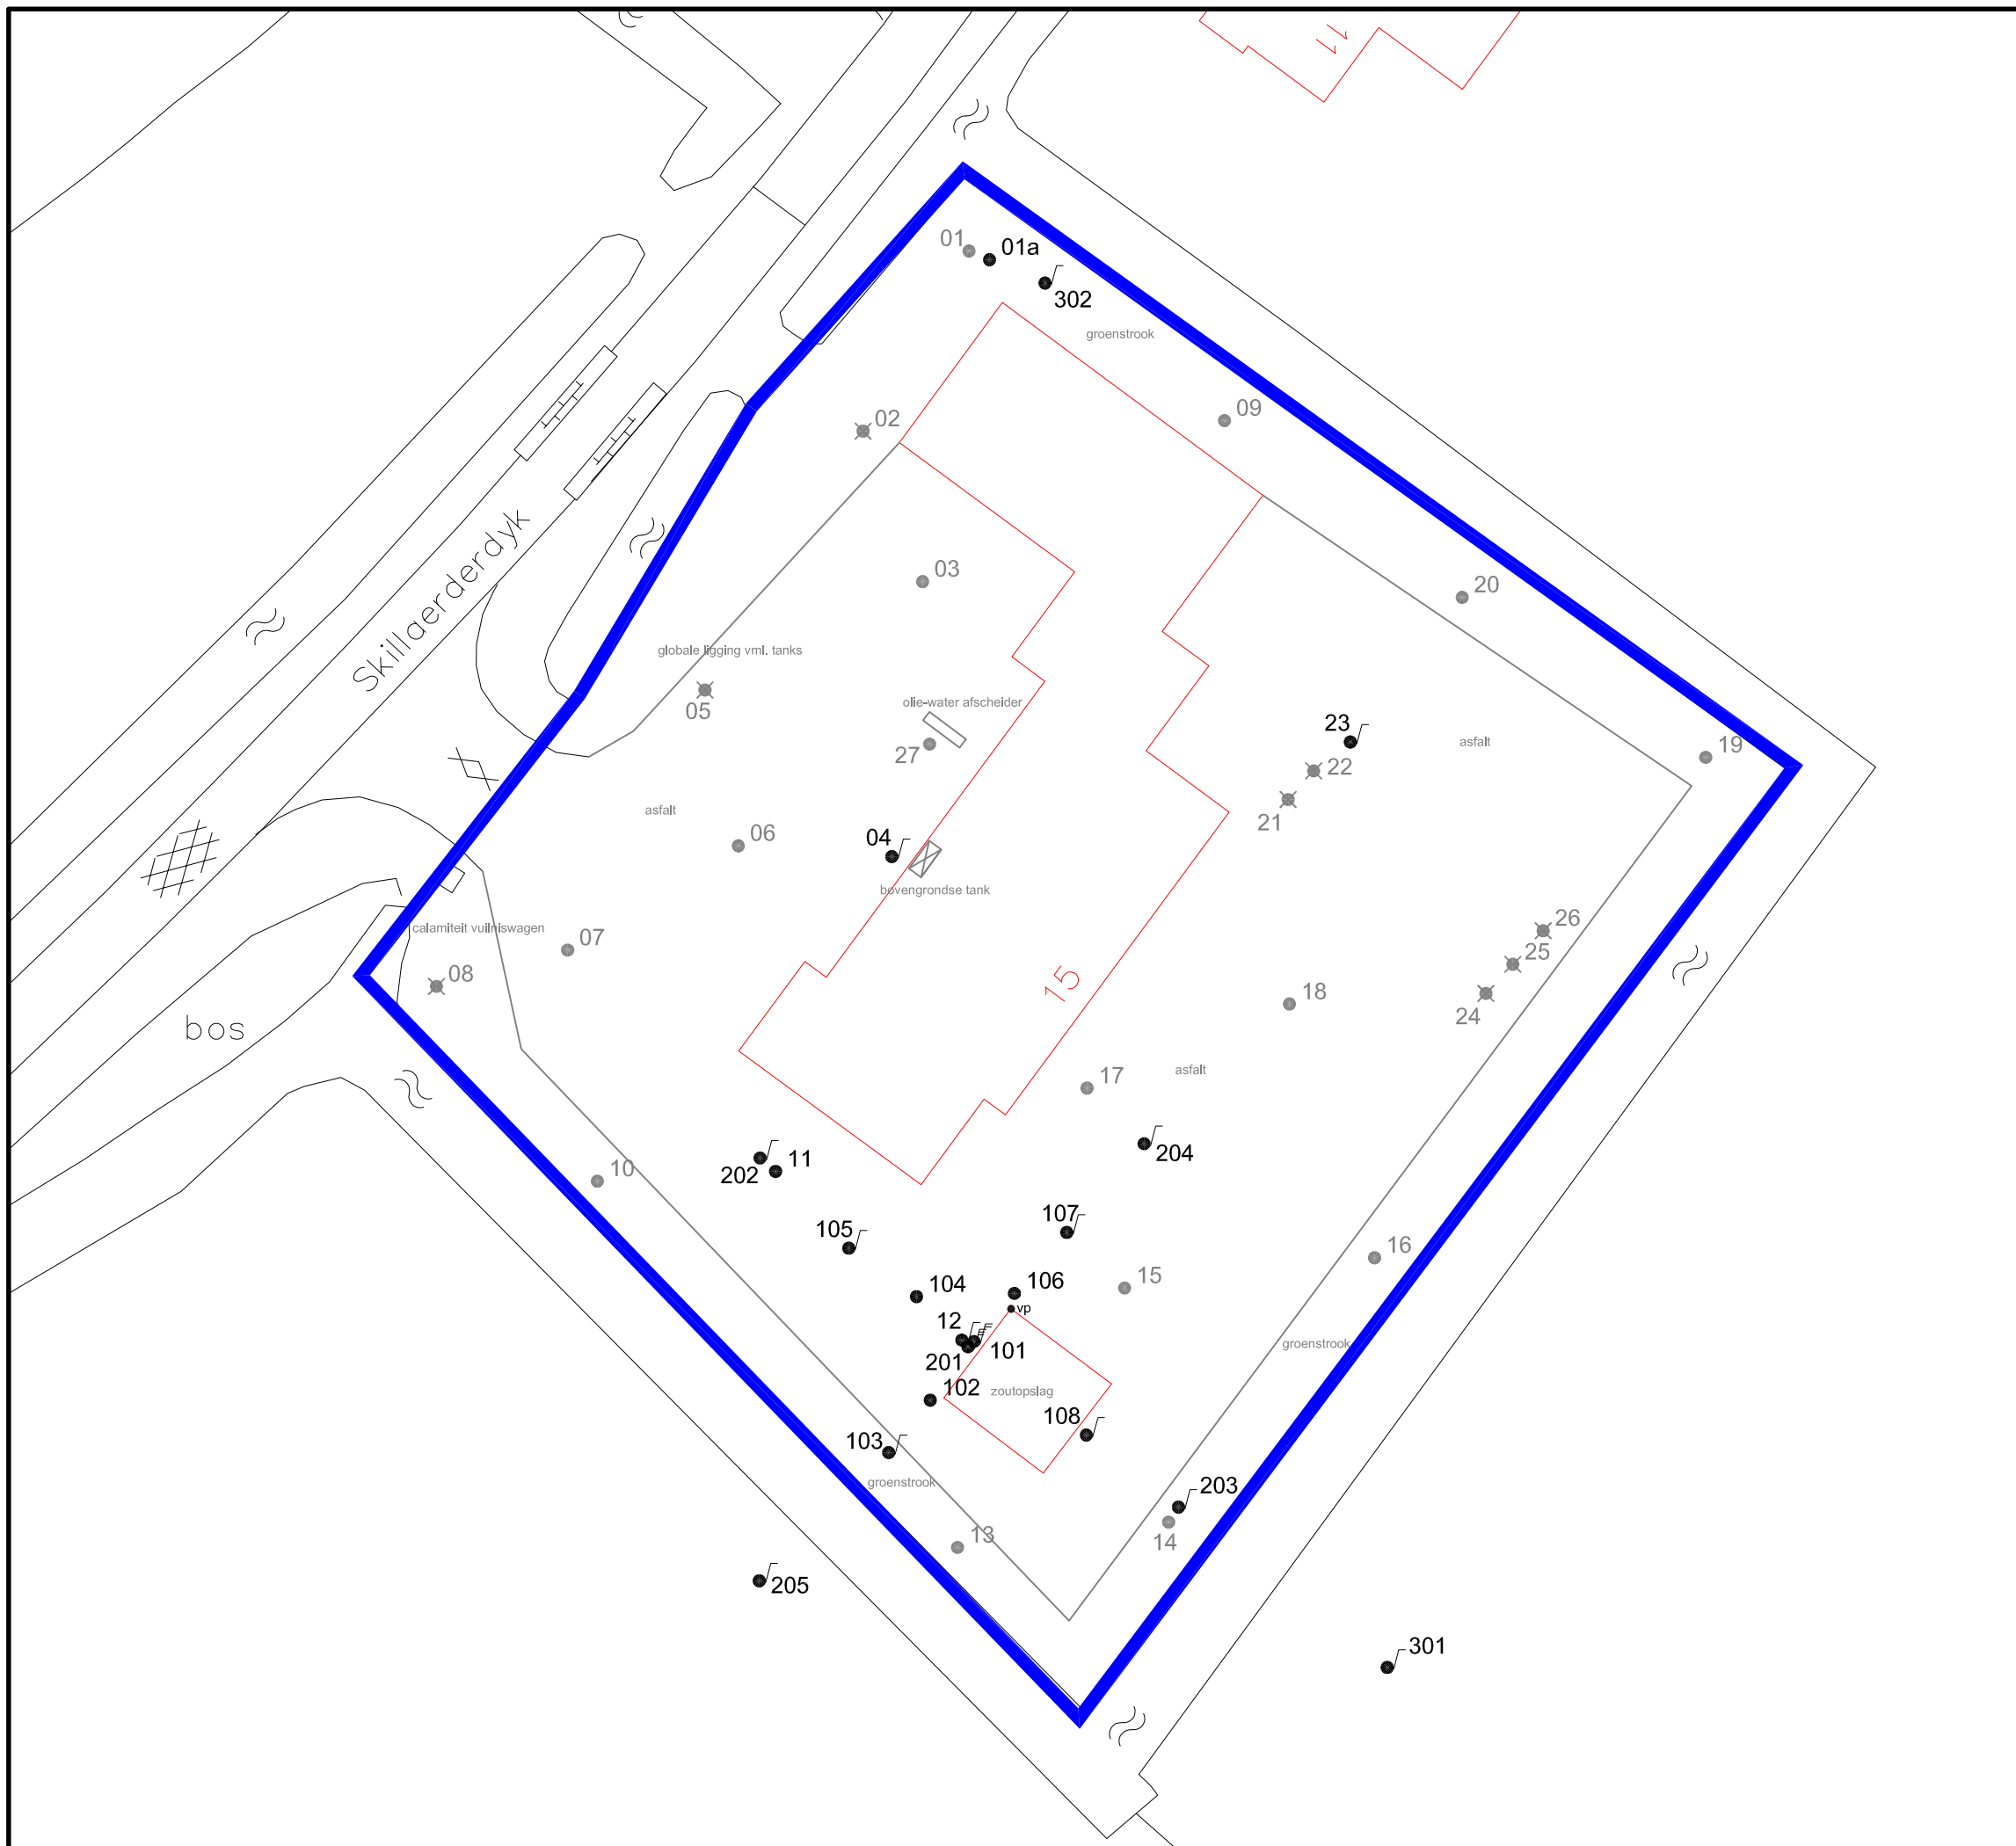 11
01
01a
302
groenstrook
02
09
Skillaerderdyk
03
20
globale ligging vml. tanks
05
olie-water afscheider
27
23
asfalt
19
22
21
asfalt
06
04
bovengrondse tank
calamiteit vuilniswagen
07
08
26
25
24
15
18
bos
asfalt
17
204
202
11
10
107
105
16
104
106
15
vp
12
101
201
groenstrook
102
zoutopslag
108
103
groenstrook
203
14
13
205
301